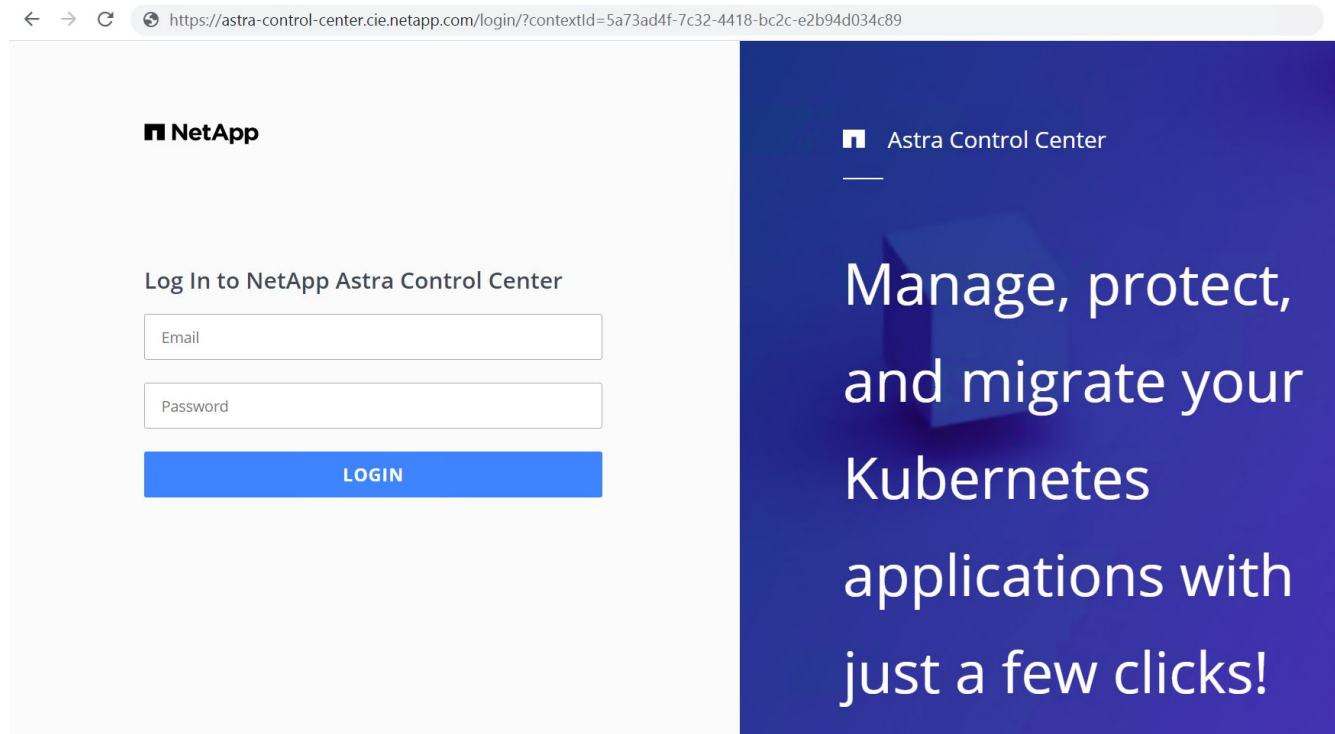 https://astra-control-center.cie.netapp.com/login/?contextId=5a73ad4f-7c32-4418-bc2c-e2b94d034c89
NetApp
Log In to NetApp Astra Control Center
Email
Password
LOGIN
Astra Control Center
Manage, protect,
and migrate your
Kubernetes
applications with
just a few clicks!